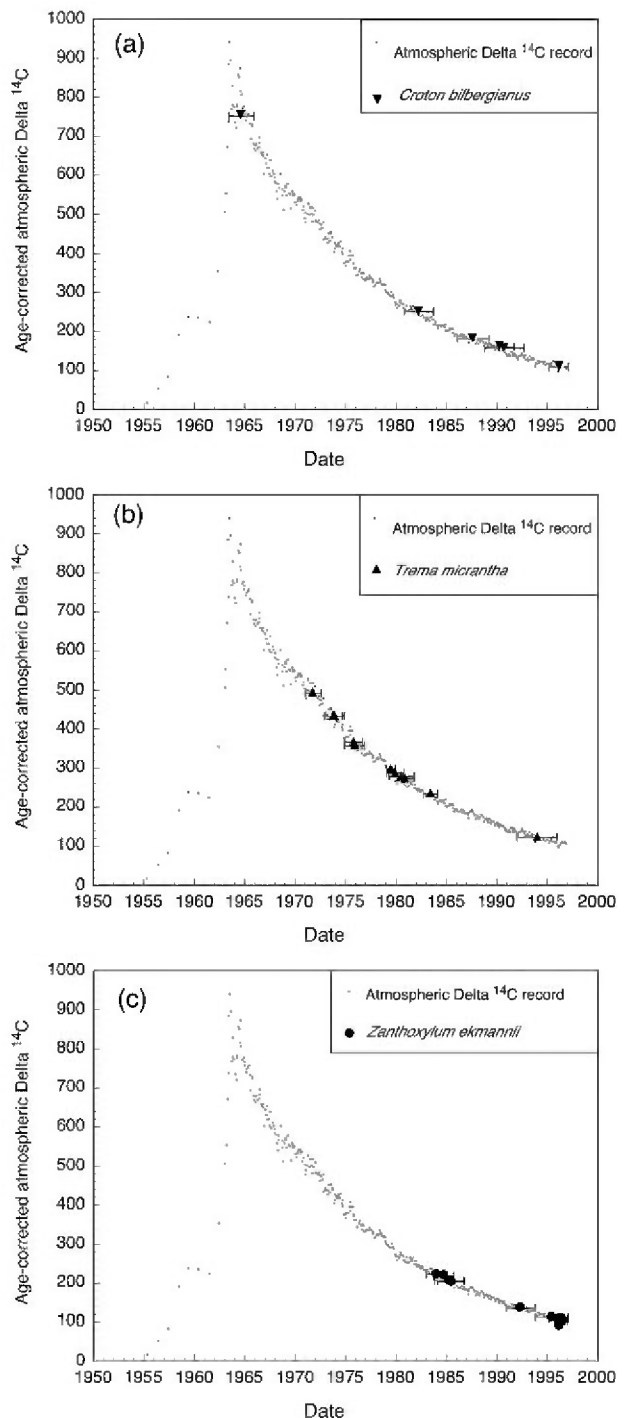 (a)
Atmospheric Delta ¹⁴C record
Croton bilbergianus
Age-corrected atmospheric Delta ¹⁴C
1000
900
800
700
600
500
400
300
200
100
0
1950 1955 1960 1965 1970 1975 1980 1985 1990 1995 2000
Date
(b)
Atmospheric Delta ¹⁴C record
Trema micrantha
Age-corrected atmospheric Delta ¹⁴C
1000
900
800
700
600
500
400
300
200
100
0
1950 1955 1960 1965 1970 1975 1980 1985 1990 1995 2000
Date
(c)
Atmospheric Delta ¹⁴C record
Zanthoxylum ekmannii
Age-corrected atmospheric Delta ¹⁴C
1000
900
800
700
600
500
400
300
200
100
0
1950 1955 1960 1965 1970 1975 1980 1985 1990 1995 2000
Date